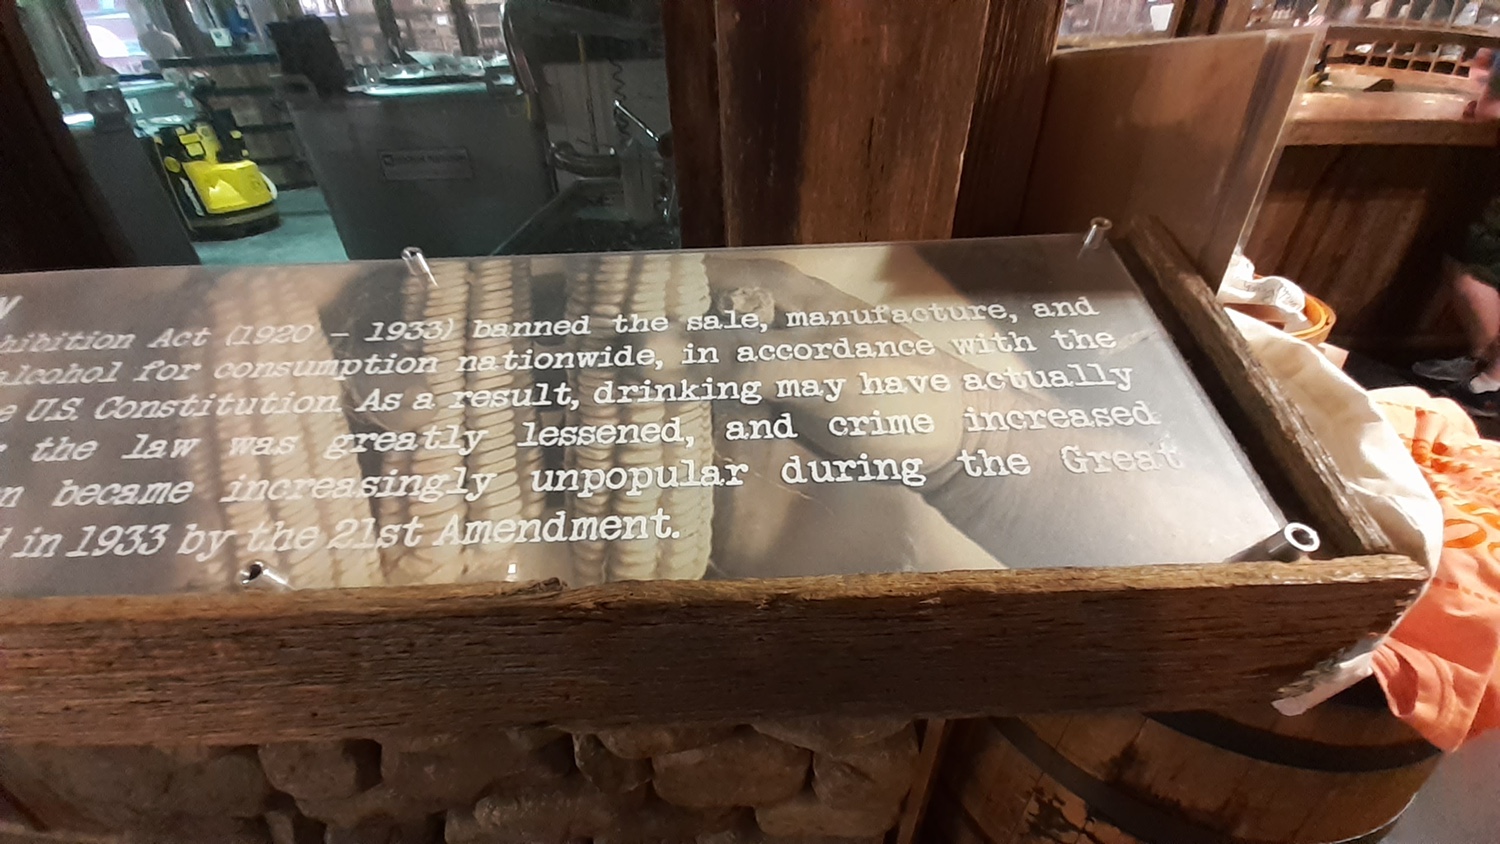 hibition Act (1920 – 1933) banned the sale, manufacture, and
alcohol for consumption nationwide, in accordance with the
e U.S. Constitution. As a result, drinking may have actually
the law was greatly lessened, and crime increased
n became increasingly unpopular during the Great
in 1933 by the 21st Amendment.